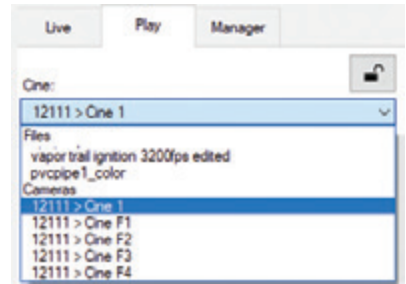 Live Play Manager
Cine:
12111 > Cine 1
Files
vapor trail ignition 3200fps edited
pvcpipe1_color
Cameras
12111 > Cine 1
12111 > Cine F1
12111 > Cine F2
12111 > Cine F3
12111 > Cine F4